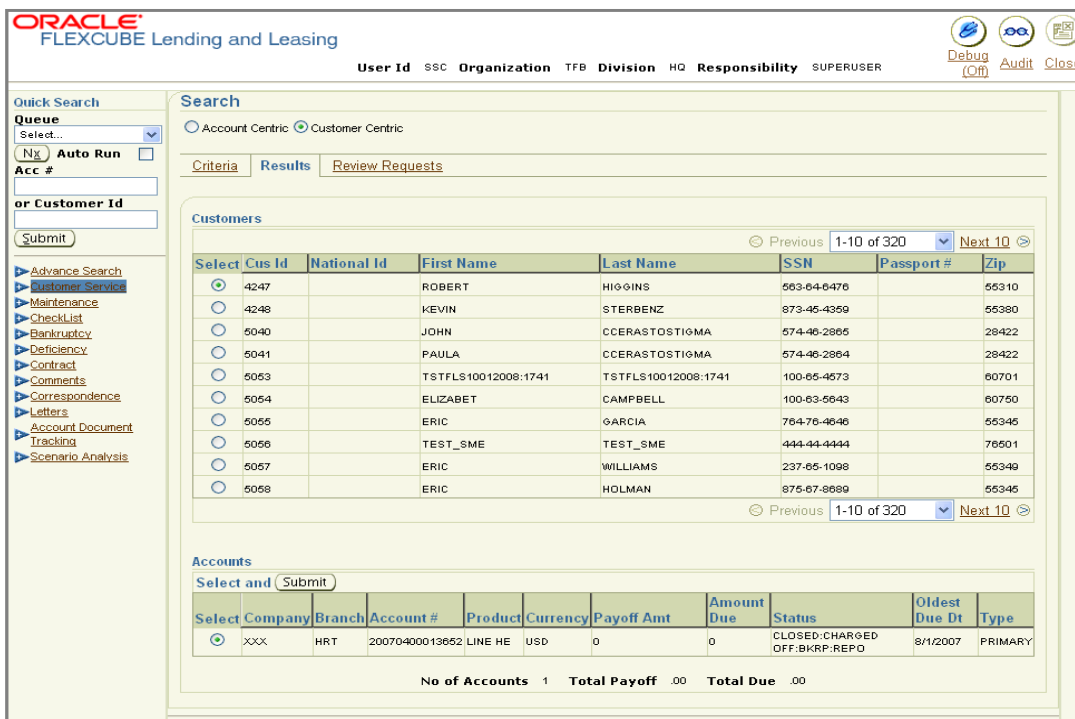 ORACLE
FLEXCUBE Lending and Leasing
User Id SSC Organization TFB Division HQ Responsibility SUPERUSER
Debug (Off) Audit
Quick Search
Queue
Select...
Nx Auto Run
Acc #
or Customer Id
Submit
Advance Search
Customer Service
Maintenance
CheckList
Bankruptcy
Deficiency
Contract
Comments
Correspondence
Letters
Account Document
Tracking
Scenario Analysis
Search
Account Centric Customer Centric
Criteria Results Review Requests
Customers
Previous 1-10 of 320 Next 10
Select Cus Id National Id First Name Last Name SSN Passport # Zip
4247 ROBERT HIGGINS 563-64-6476 55310
4248 KEVIN STERBENZ 873-45-4359 55380
5040 JOHN CCERASTOSTIGMA 574-46-2865 28422
5041 PAULA CCERASTOSTIGMA 574-46-2864 28422
5053 TSTFLS10012008:1741 TSTFLS10012008:1741 100-65-4573 60701
5054 ELIZABET CAMPBELL 100-63-5643 60750
5055 ERIC GARCIA 764-76-4646 55345
5056 TEST_SME TEST_SME 444-44-4444 76501
5057 ERIC WILLIAMS 237-65-1098 55349
5058 ERIC HOLMAN 875-67-8689 55345
Previous 1-10 of 320 Next 10
Accounts
Select and Submit
Select Company Branch Account # Product Currency Payoff Amt Amount Due Status Oldest Due Dt Type
XXX HRT 20070400013652 LINE HE USD 0 0 CLOSED:CHARGED OFF:BKRP:REPO 8/1/2007 PRIMARY
No of Accounts 1 Total Payoff .00 Total Due .00